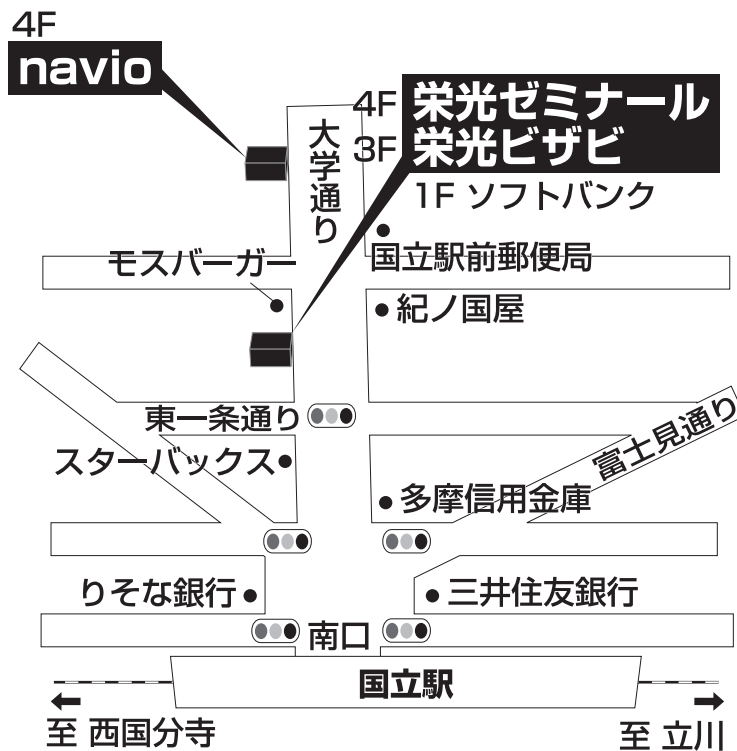 4F
navio
4F 栄光ゼミナール
3F 栄光ビザビ
1F ソフトバンク
大学通り
国立駅前郵便局
モスバーガー
紀ノ国屋
東一条通り
富士見通り
スターバックス
多摩信用金庫
りそな銀行
三井住友銀行
南口
国立駅
至 西国分寺
至 立川